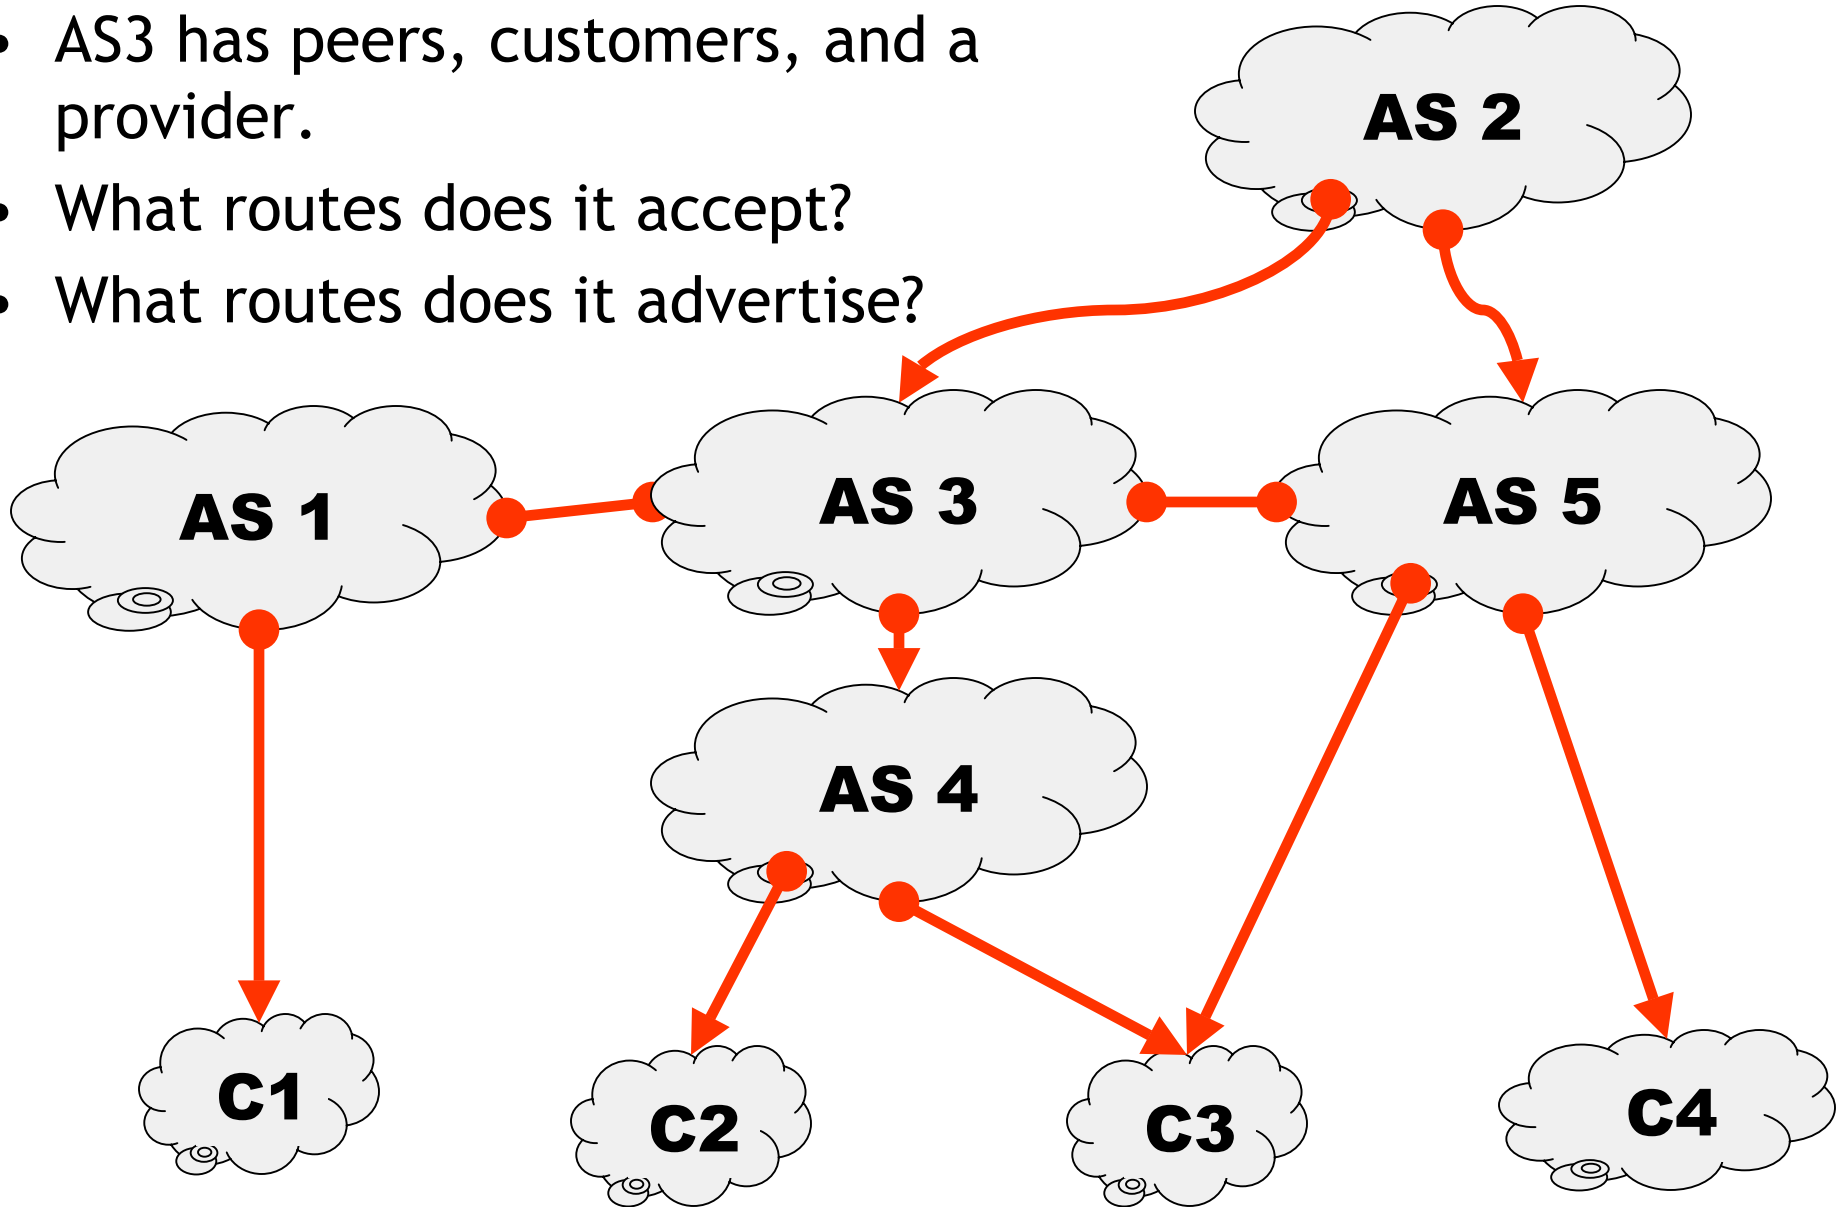 • AS3 has peers, customers, and a
provider.
• What routes does it accept?
• What routes does it advertise?
AS 2
AS 1
AS 3
AS 5
AS 4
C1
C2
C3
C4